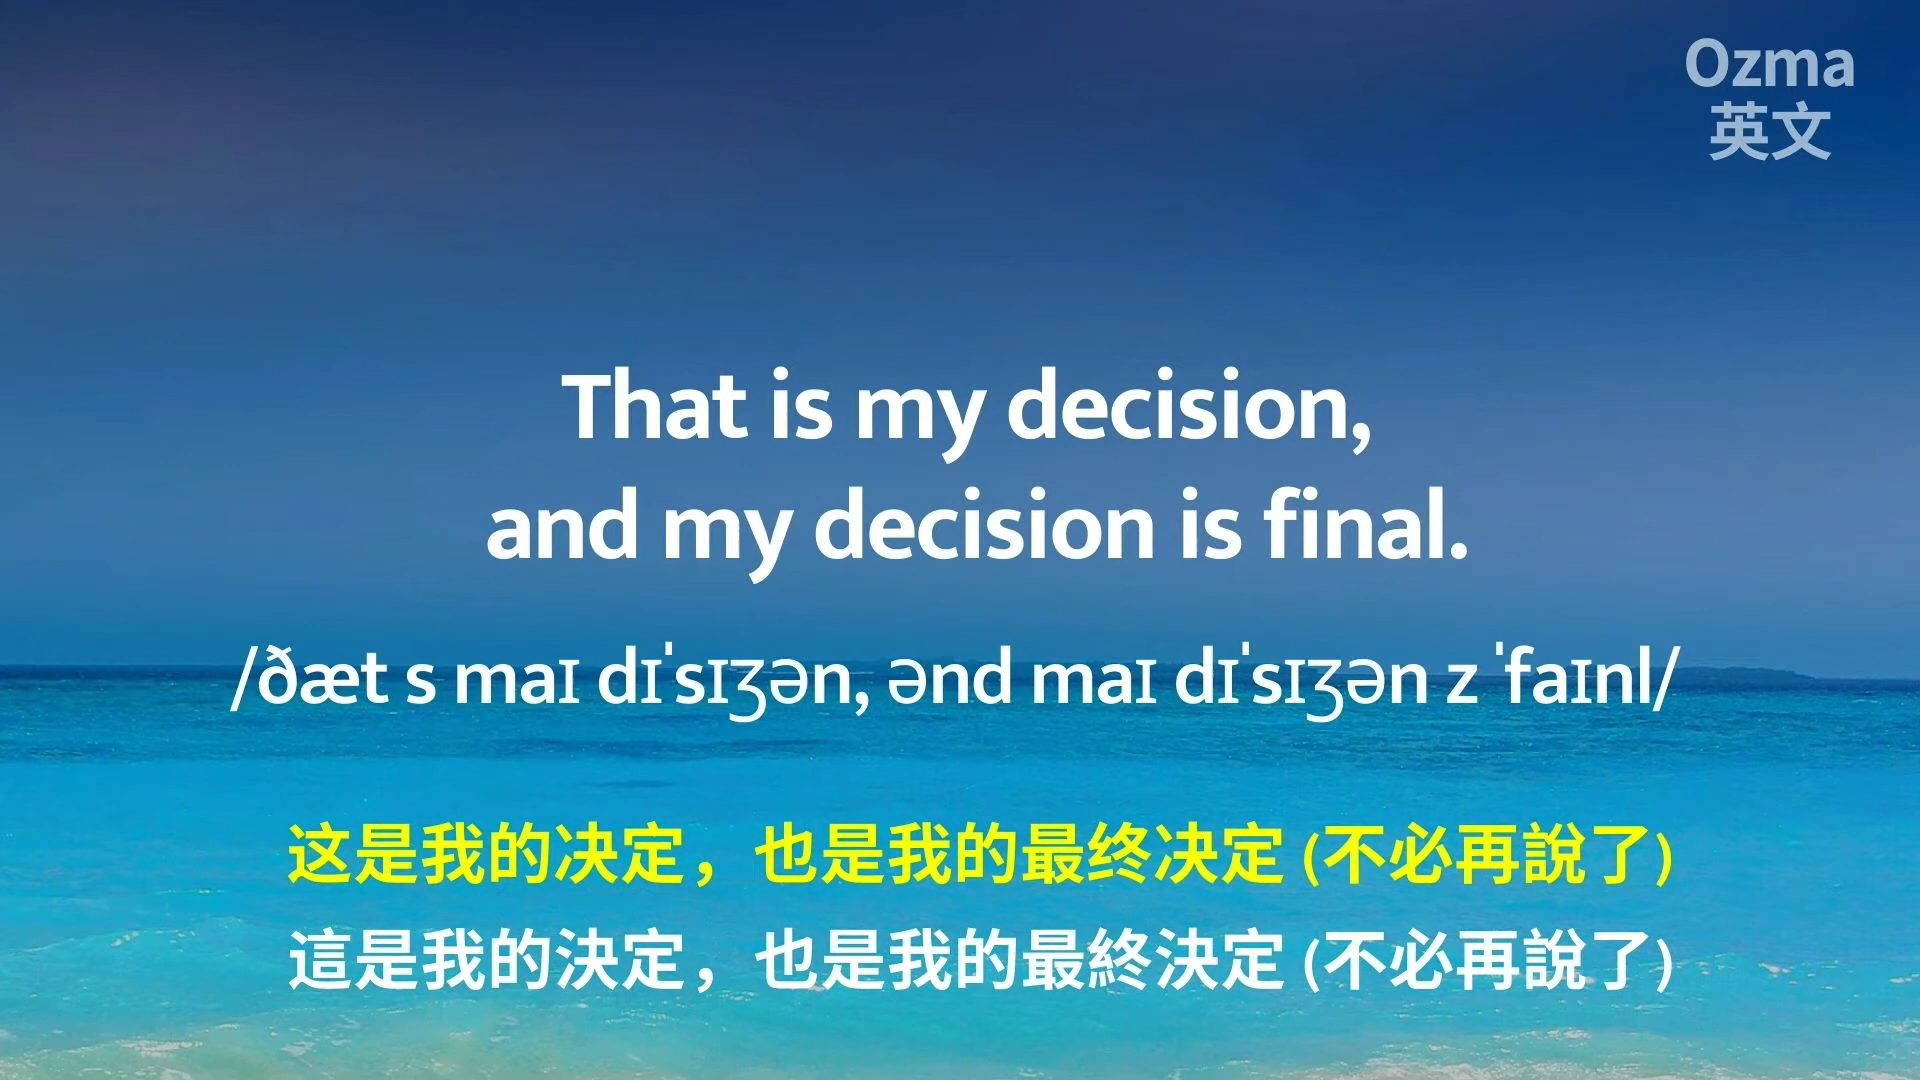 Ozma
英文
That is my decision,
and my decision is final.
/ðæt s maɪ dɪˈsɪʒən, ənd maɪ dɪˈsɪʒən z ˈfaɪnl/
这是我的决定，也是我的最终决定 (不必再說了)
這是我的決定，也是我的最終決定 (不必再說了)